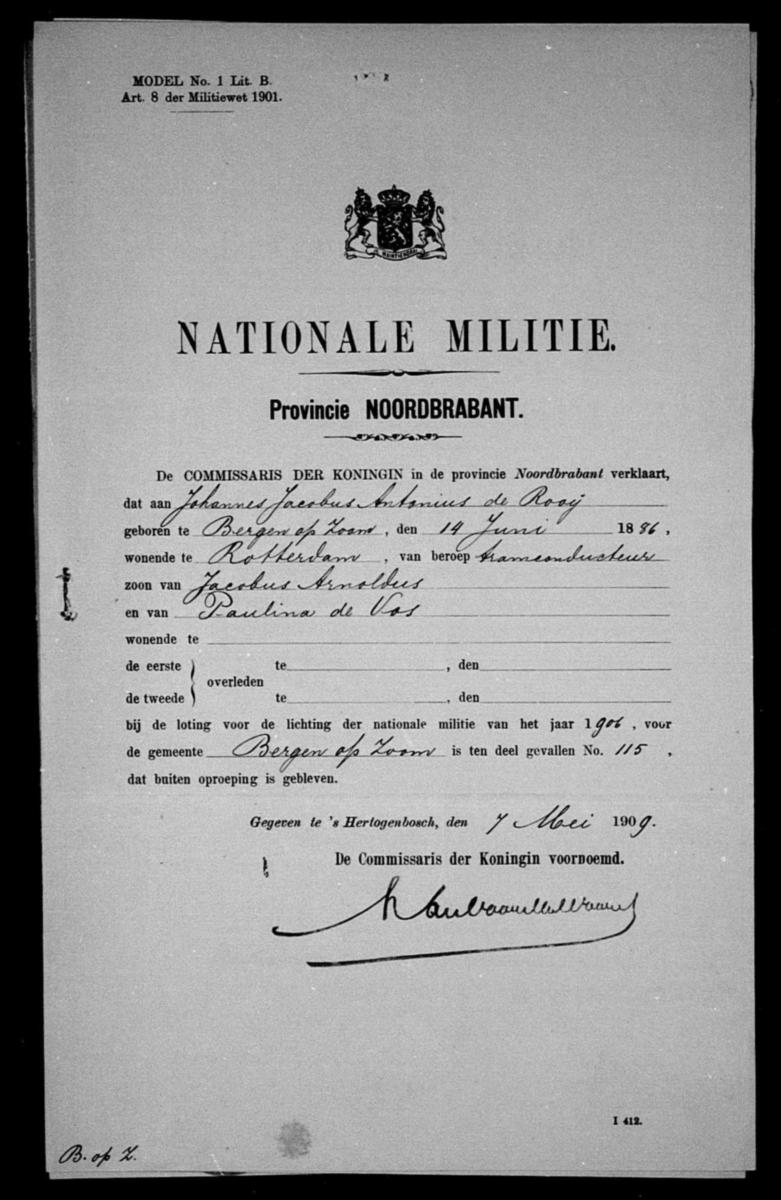 MODEL No. 1 Lit. B.
Art. 8 der Militiewet 1901.
NATIONALE MILITIE.
Provincie NOORDBRABANT.
De COMMISSARIS DER KONINGIN in de provincie Noordbrabant verklaart,
dat aan Johannes Jacobus Antonius de Rooij
geboren te Bergen op Zoom, den 14 Juni 1886,
wonende te Rotterdam, van beroep tramconducteur
zoon van Jacobus Arnoldus
en van Paulina de Vos
wonende te
de eerste } overleden te , den
de tweede } te , den
bij de loting voor de lichting der nationale militie van het jaar 1906, voor
de gemeente Bergen op Zoom is ten deel gevallen No. 115,
dat buiten oproeping is gebleven.
Gegeven te 's Hertogenbosch, den 7 Mei 1909.
De Commissaris der Koningin voornoemd.
I 412.
B. op Z.